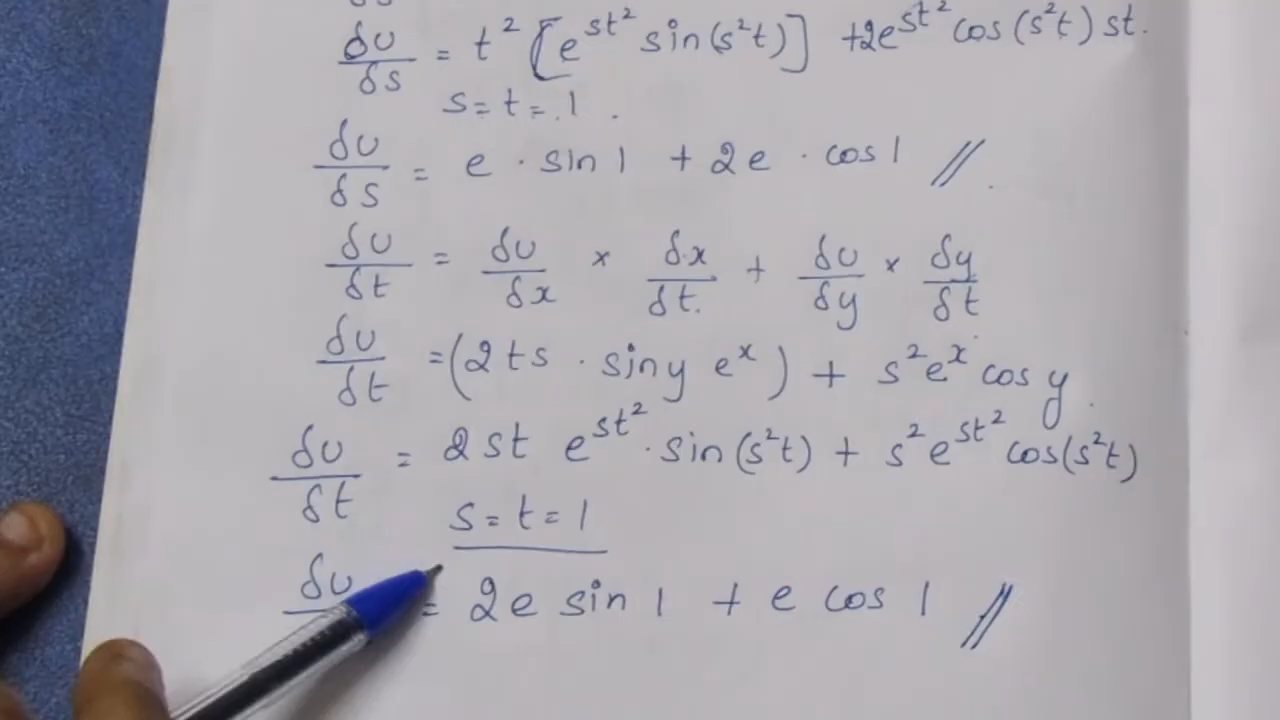 δs
δu/δs = t² [e^(st²) sin(s²t)] + 2e^(st²) cos(s²t) st.
s = t = 1.
δu/δs = e · sin 1 + 2e · cos 1 //
δu/δt = δu/δx × δx/δt + δu/δy × δy/δt
δu/δt = (2ts · siny e^x) + s²e^x cos y.
δu/δt = 2st e^(st²) · sin(s²t) + s²e^(st²) cos(s²t)
s = t = 1
δu = 2e sin 1 + e cos 1 //